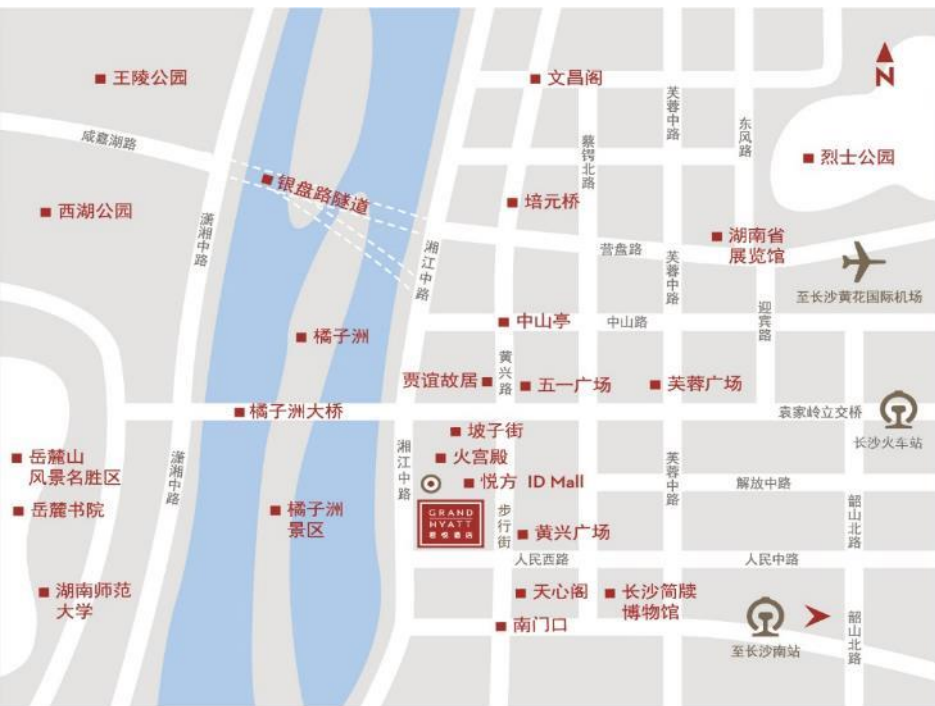 王陵公园
文昌阁
N
咸嘉湖路
芙蓉中路
东风路
蔡锷北路
烈士公园
银盘路隧道
西湖公园
培元桥
潇湘中路
湘江中路
营盘路
芙蓉中路
湖南省
展览馆
至长沙黄花国际机场
迎宾路
橘子洲
中山亭
中山路
黄兴路
贾谊故居
五一广场
芙蓉广场
橘子洲大桥
袁家岭立交桥
长沙火车站
坡子街
岳麓山
风景名胜区
潇湘中路
湘江中路
火宫殿
芙蓉中路
悦方 ID Mall
解放中路
岳麓书院
橘子洲
景区
GRAND
HYATT
君悦酒店
步行街
黄兴广场
韶山北路
人民西路
人民中路
湖南师范
大学
天心阁
长沙简牍
博物馆
南门口
至长沙南站
韶山北路